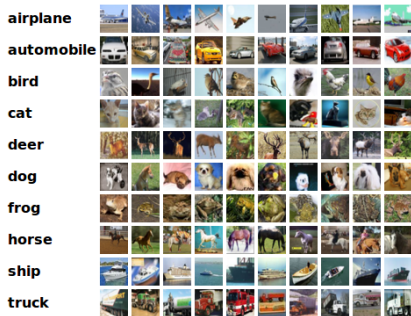 airplane
automobile
bird
cat
deer
dog
frog
horse
ship
truck